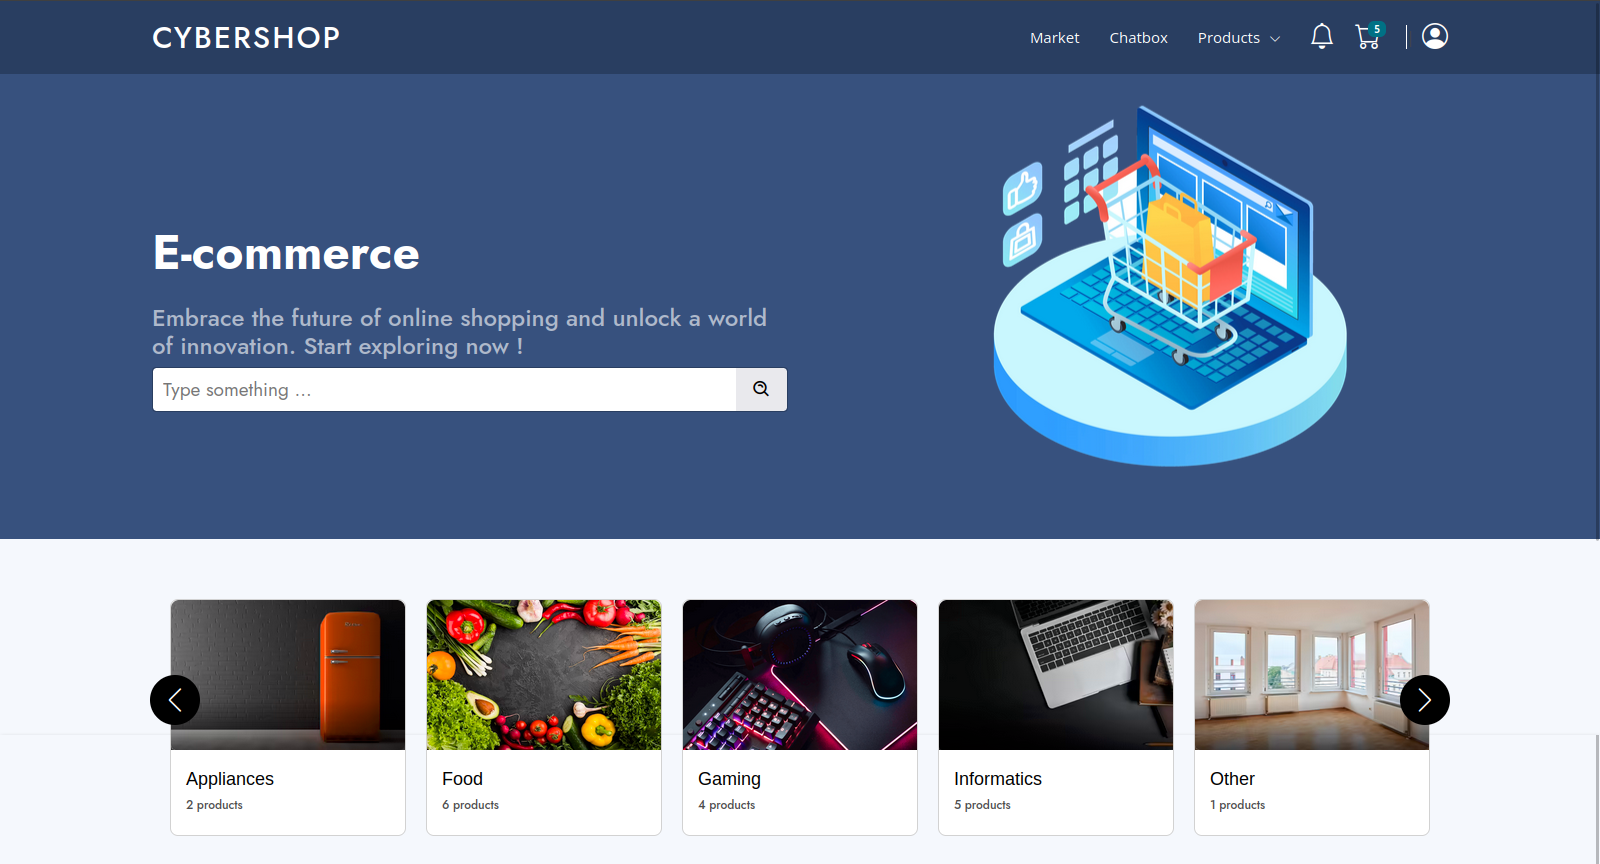 CYBERSHOP
Market
Chatbox
Products
5
E-commerce
Embrace the future of online shopping and unlock a world
of innovation. Start exploring now !
Type something ...
Appliances
2 products
Food
6 products
Gaming
4 products
Informatics
5 products
Other
1 products